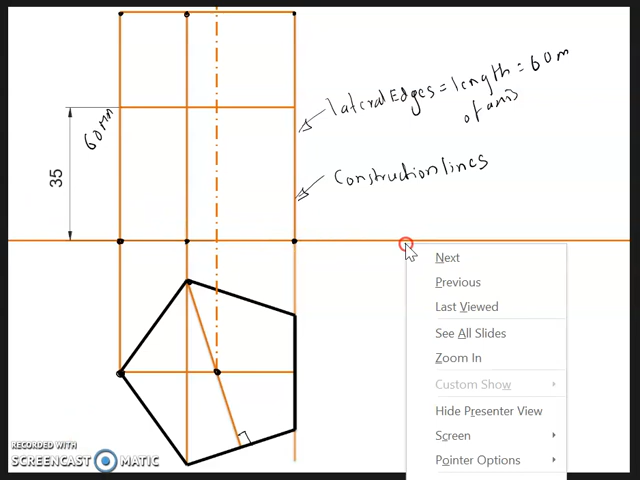 lateral Edges = length = 60m
of axis
60mm
35
Construction lines
Next
Previous
Last Viewed
See All Slides
Zoom In
Custom Show
Hide Presenter View
Screen
Pointer Options
RECORDED WITH
SCREENCAST MATIC